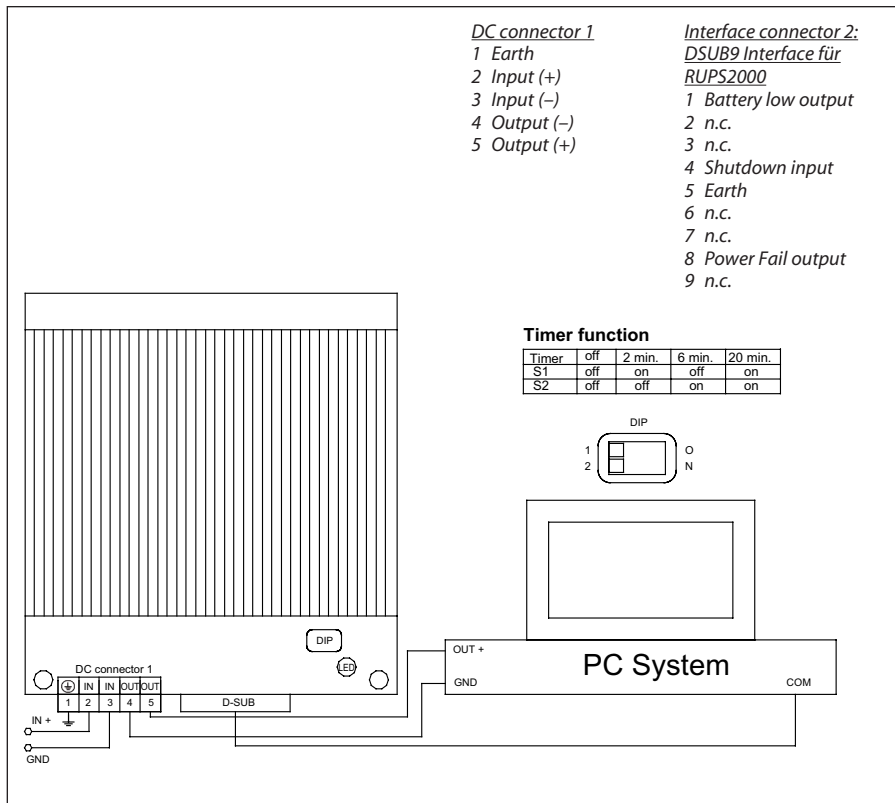 DC connector 1
1 Earth
2 Input (+)
3 Input (–)
4 Output (–)
5 Output (+)
Interface connector 2:
DSUB9 Interface für
RUPS2000
1 Battery low output
2 n.c.
3 n.c.
4 Shutdown input
5 Earth
6 n.c.
7 n.c.
8 Power Fail output
9 n.c.
Timer function
Timer off 2 min. 6 min. 20 min.
S1 off on off on
S2 off off on on
DIP
1 O
2 N
DIP
LED
DC connector 1
IN IN OUT OUT
1 2 3 4 5
D-SUB
IN +
GND
OUT +
GND
PC System
COM